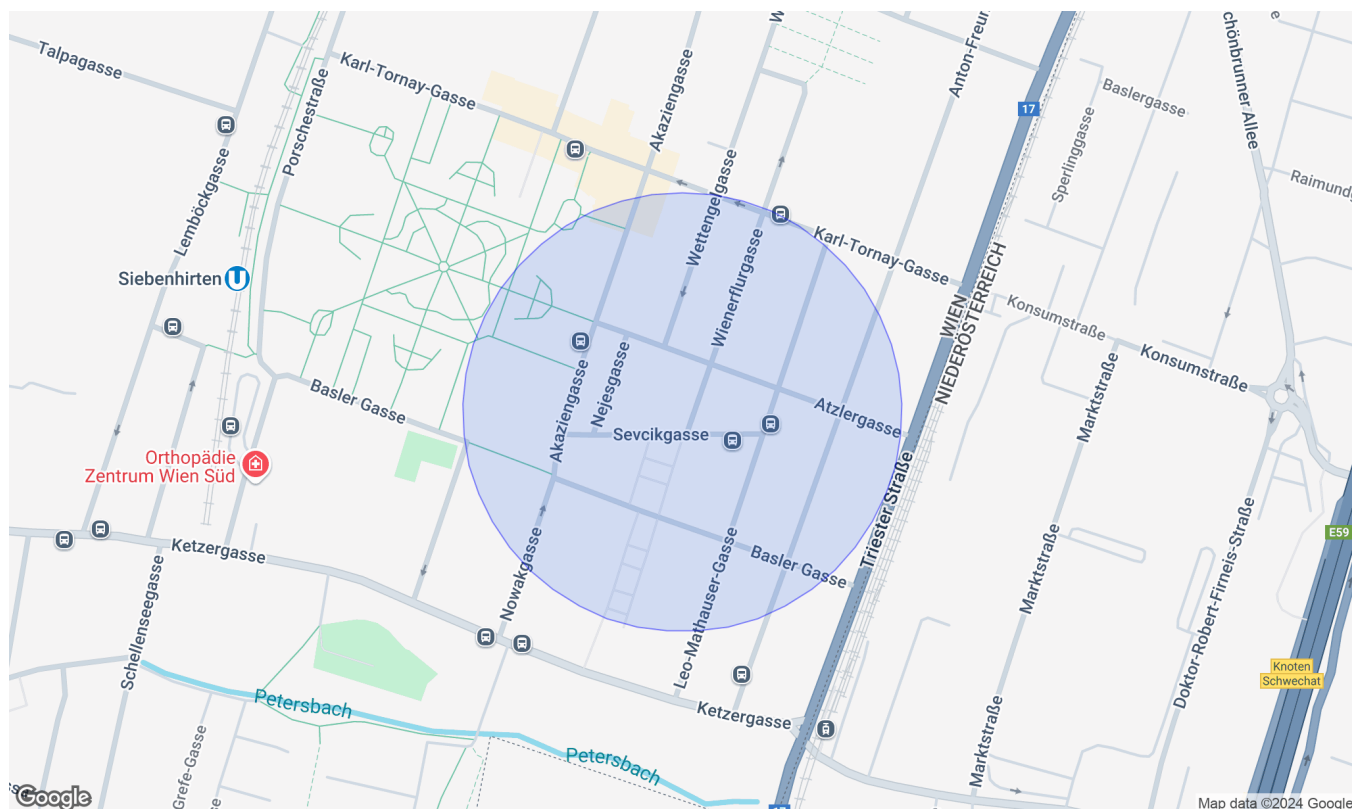 Talpagasse
Karl-Tornay-Gasse
Porschestraße
Akaziengasse
Anton-Freun
17
Baslergasse
chönbrunner Allee
Sperlinggasse
Raimundg
Lemböckgasse
Wettengelgasse
Wienerflurgasse
Karl-Tornay-Gasse
Siebenhirten
WIEN
NIEDERÖSTERREICH
Konsumstraße
Konsumstraße
Nejesgasse
Akaziengasse
Basler Gasse
Atzlergasse
Marktstraße
Sevcikgasse
Orthopädie
Zentrum Wien Süd
Triester Straße
E59
Ketzergasse
Basler Gasse
Nowakgasse
Leo-Mathauser-Gasse
Marktstraße
Schellenseegasse
Doktor-Robert-Firneis-Straße
Knoten
Schwechat
Petersbach
Ketzergasse
Petersbach
Marktstraße
Grefe-Gasse
Google
Map data ©2024 Google